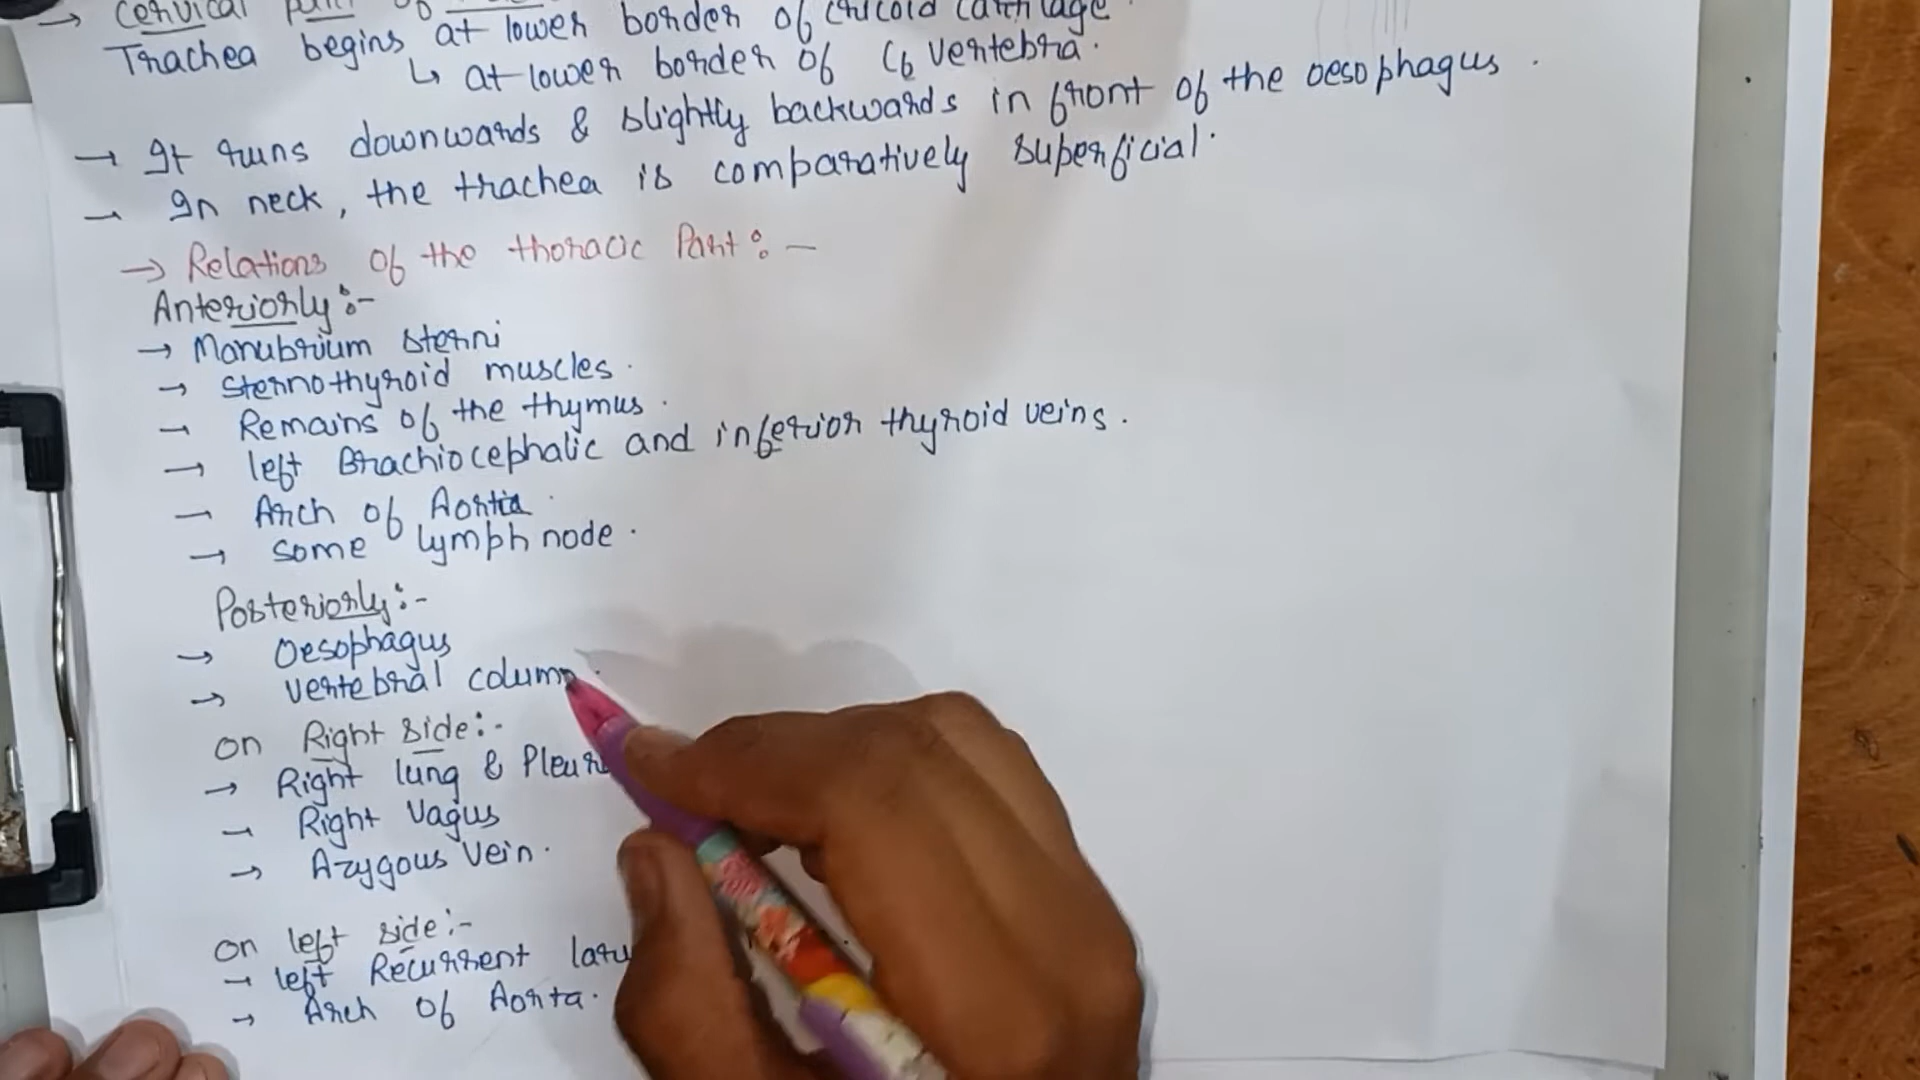 → Cervical part of
Trachea begins at lower border of cricoid cartilage
↳ at lower border of C6 vertebra.
→ It runs downwards & slightly backwards in front of the oesophagus.
→ In neck, the trachea is comparatively superficial.
→ Relations of the thoracic Part:-
Anteriorly:-
→ Manubrium sterni
→ Sternothyroid muscles.
→ Remains of the thymus.
→ left Brachiocephalic and inferior thyroid veins.
→ Arch of Aorta.
→ some lymph node.
Posteriorly:-
→ Oesophagus
→ vertebral column.
on Right side:-
→ Right lung &
→ Right Vagus
→ Azygous Vein.
on left side:-
→ left Recurrent
→ Arch of Aorta.